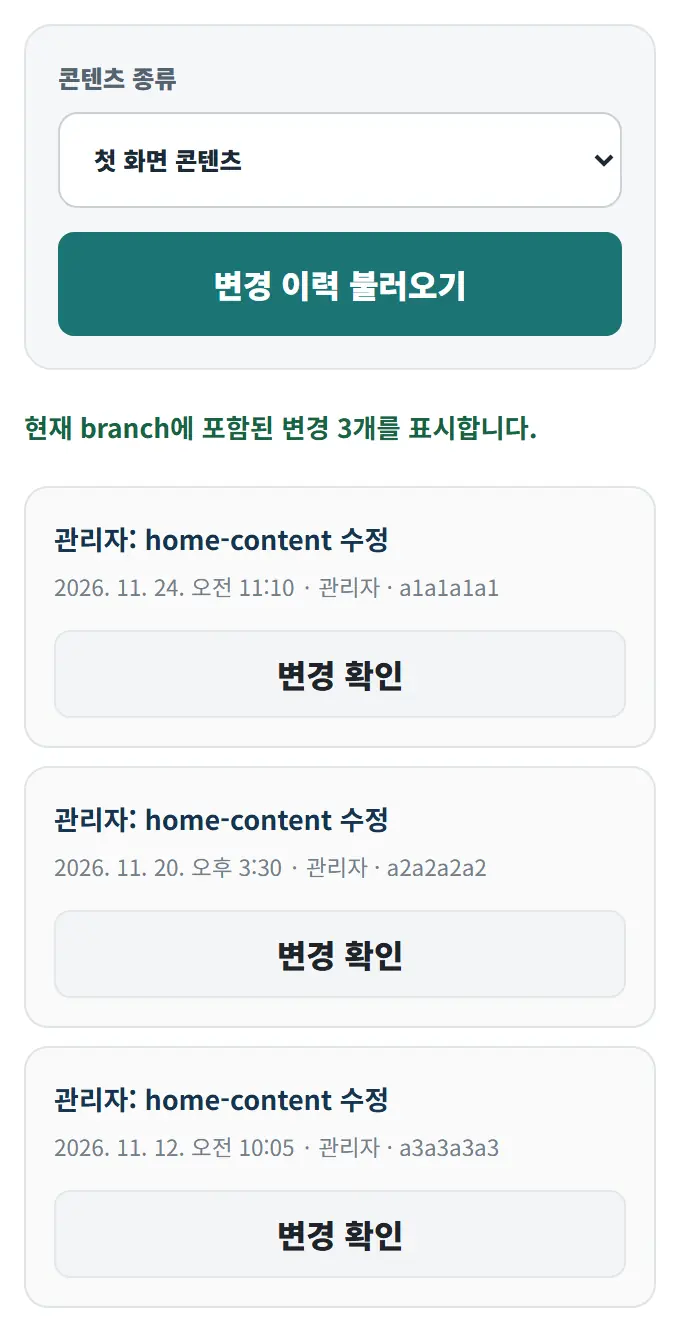 콘텐츠 종류
첫 화면 콘텐츠
변경 이력 불러오기
현재 branch에 포함된 변경 3개를 표시합니다.
관리자: home-content 수정
2026. 11. 24. 오전 11:10 · 관리자 · a1a1a1a1
변경 확인
관리자: home-content 수정
2026. 11. 20. 오후 3:30 · 관리자 · a2a2a2a2
변경 확인
관리자: home-content 수정
2026. 11. 12. 오전 10:05 · 관리자 · a3a3a3a3
변경 확인